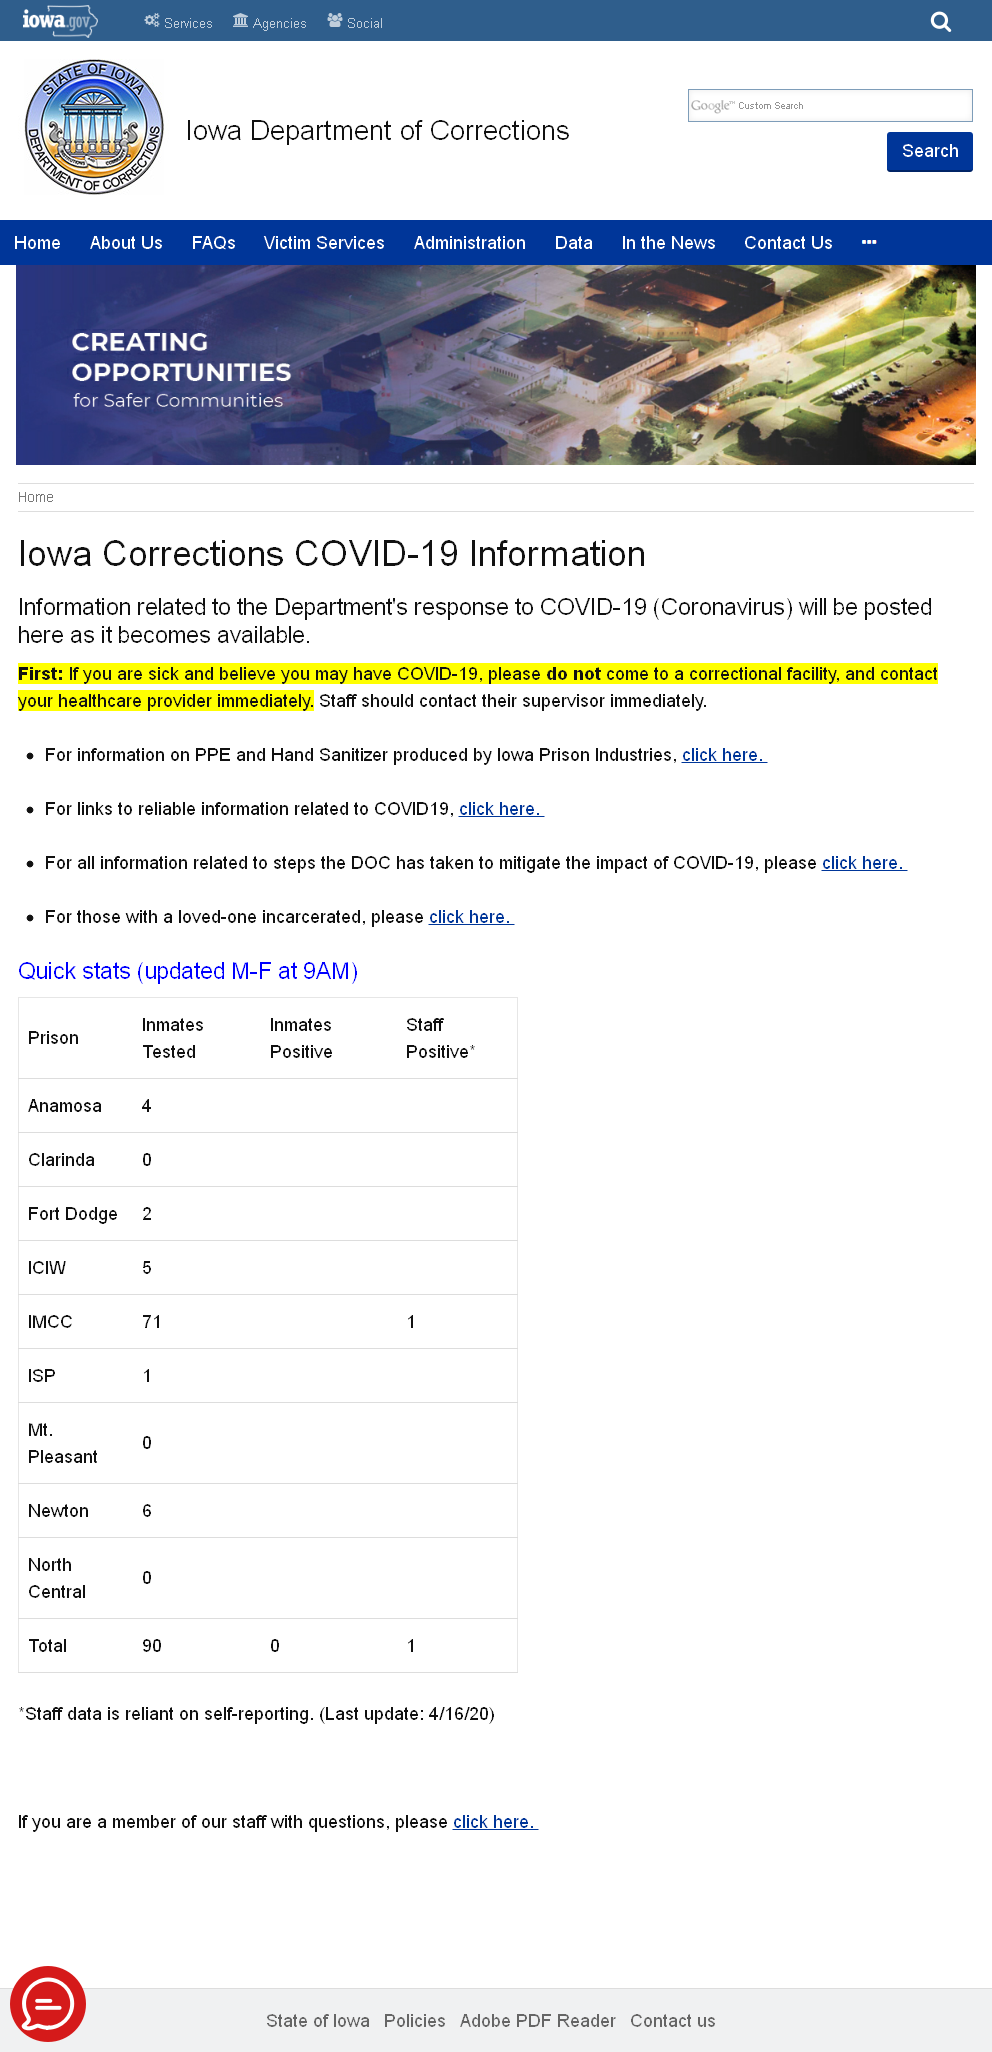 iowa.gov Services Agencies Social
STATE OF IOWA
DEPARTMENT OF CORRECTIONS
Iowa Department of Corrections
Google™ Custom Search
Search
Home About Us FAQs Victim Services Administration Data In the News Contact Us ···
CREATING
OPPORTUNITIES
for Safer Communities
Home
Iowa Corrections COVID-19 Information
Information related to the Department's response to COVID-19 (Coronavirus) will be posted
here as it becomes available.
First: If you are sick and believe you may have COVID-19, please do not come to a correctional facility, and contact
your healthcare provider immediately. Staff should contact their supervisor immediately.
• For information on PPE and Hand Sanitizer produced by Iowa Prison Industries, click here.
• For links to reliable information related to COVID19, click here.
• For all information related to steps the DOC has taken to mitigate the impact of COVID-19, please click here.
• For those with a loved-one incarcerated, please click here.
Quick stats (updated M-F at 9AM)
Prison Inmates Tested Inmates Positive Staff Positive*
Anamosa 4
Clarinda 0
Fort Dodge 2
ICIW 5
IMCC 71 1
ISP 1
Mt. Pleasant 0
Newton 6
North Central 0
Total 90 0 1
*Staff data is reliant on self-reporting. (Last update: 4/16/20)
If you are a member of our staff with questions, please click here.
State of Iowa Policies Adobe PDF Reader Contact us